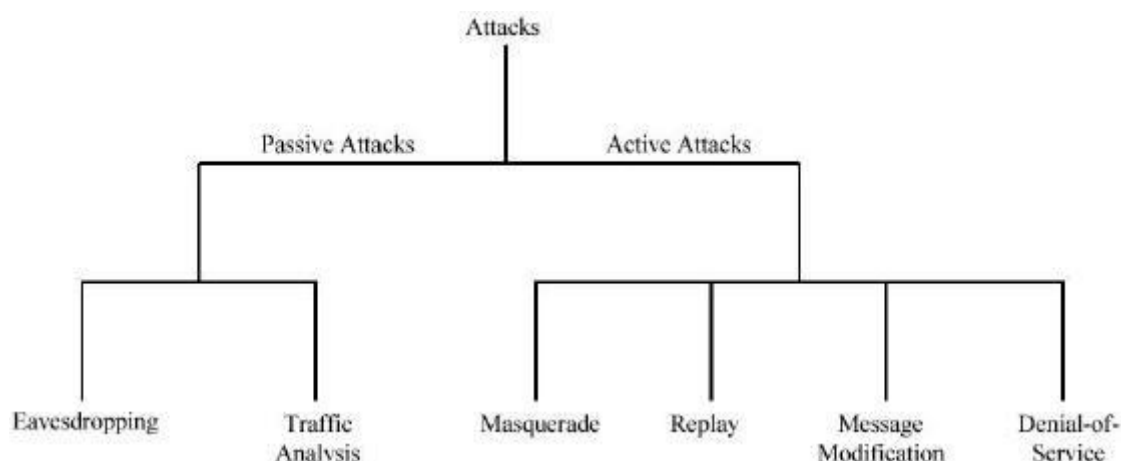 Attacks
Passive Attacks
Active Attacks
Eavesdropping
Traffic
Analysis
Masquerade
Replay
Message
Modification
Denial-of-
Service